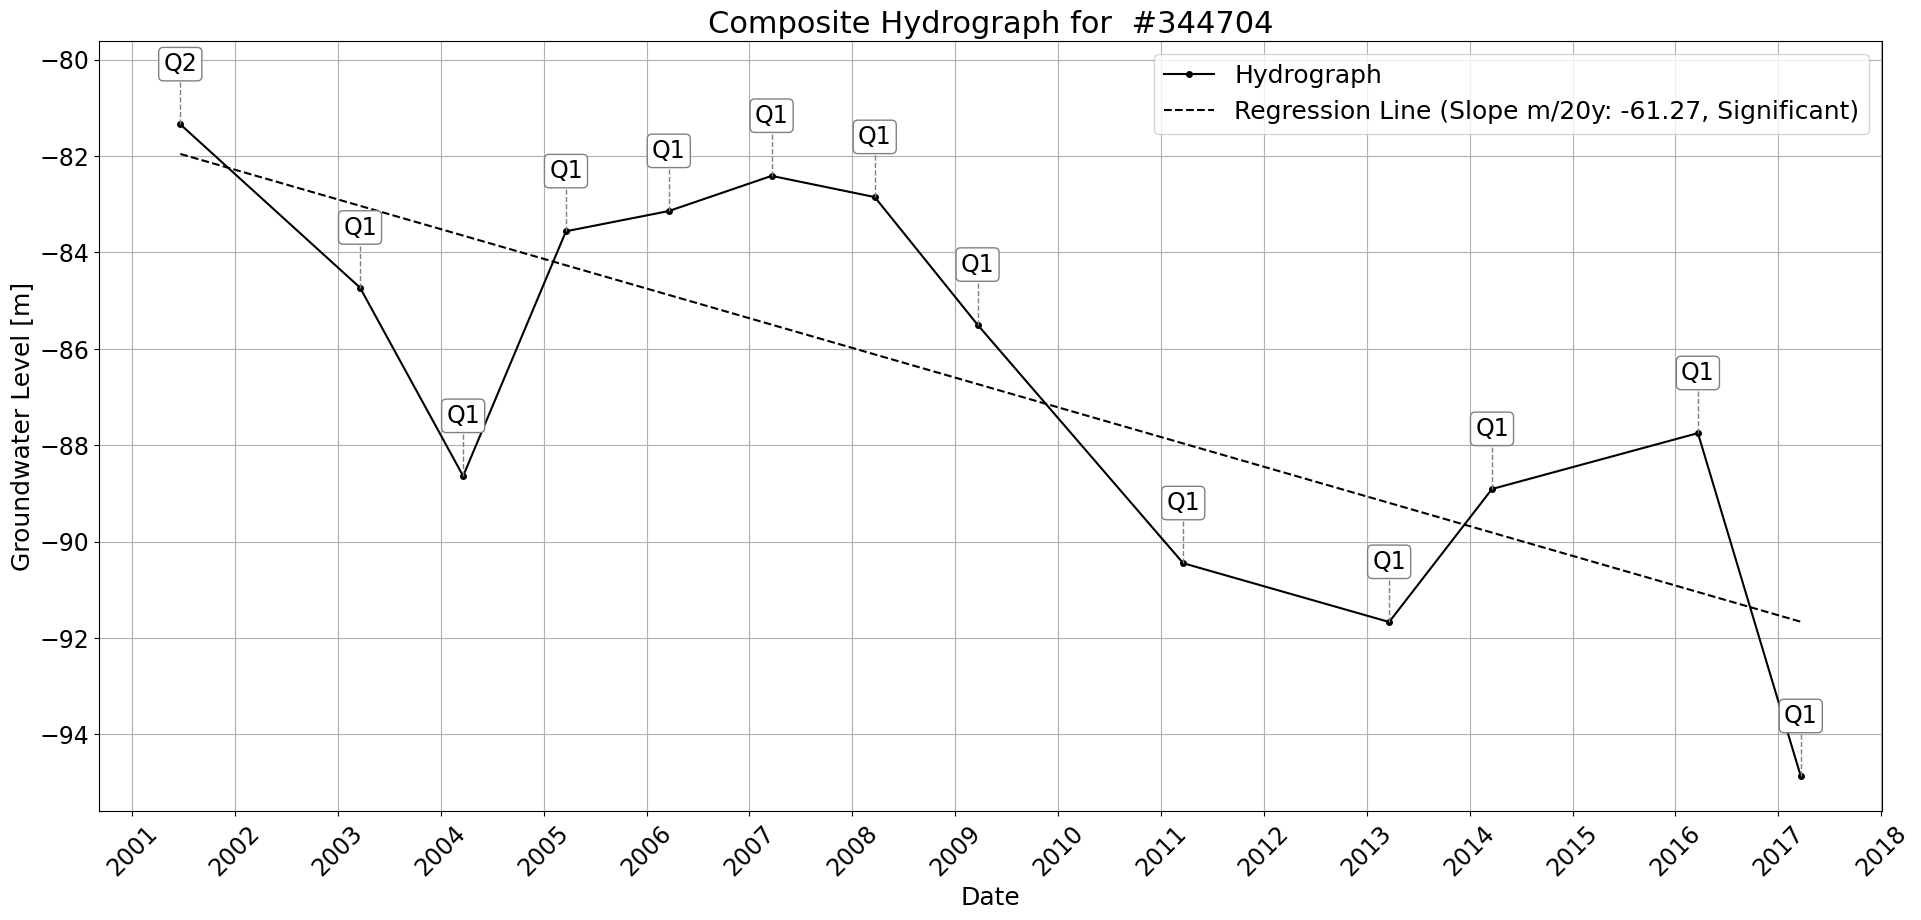 Composite Hydrograph for  #344704
Hydrograph
Regression Line (Slope m/20y: -61.27, Significant)
Groundwater Level [m]
−80
−82
−84
−86
−88
−90
−92
−94
Q2
Q1
Q1
Q1
Q1
Q1
Q1
Q1
Q1
Q1
Q1
Q1
Q1
2001
2002
2003
2004
2005
2006
2007
2008
2009
2010
2011
2012
2013
2014
2015
2016
2017
2018
Date